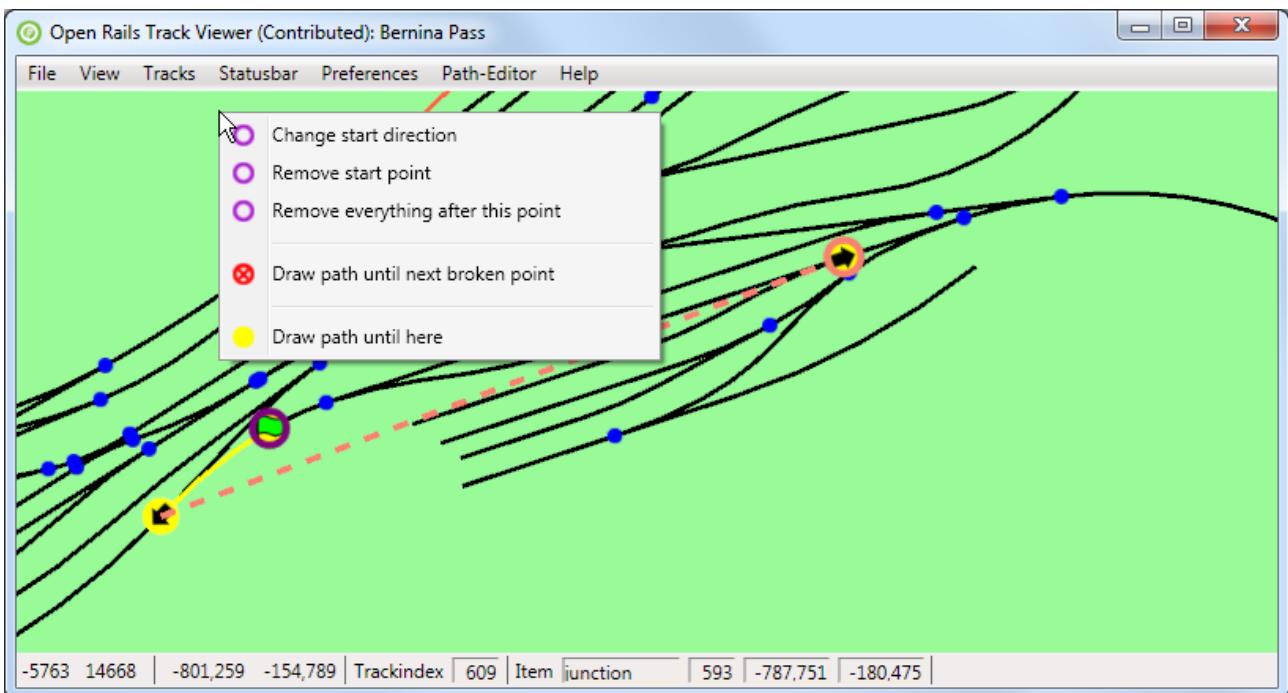 Open Rails Track Viewer (Contributed): Bernina Pass
File View Tracks Statusbar Preferences Path-Editor Help
Change start direction
Remove start point
Remove everything after this point
Draw path until next broken point
Draw path until here
-5763 14668 -801,259 -154,789 Trackindex 609 Item junction 593 -787,751 -180,475